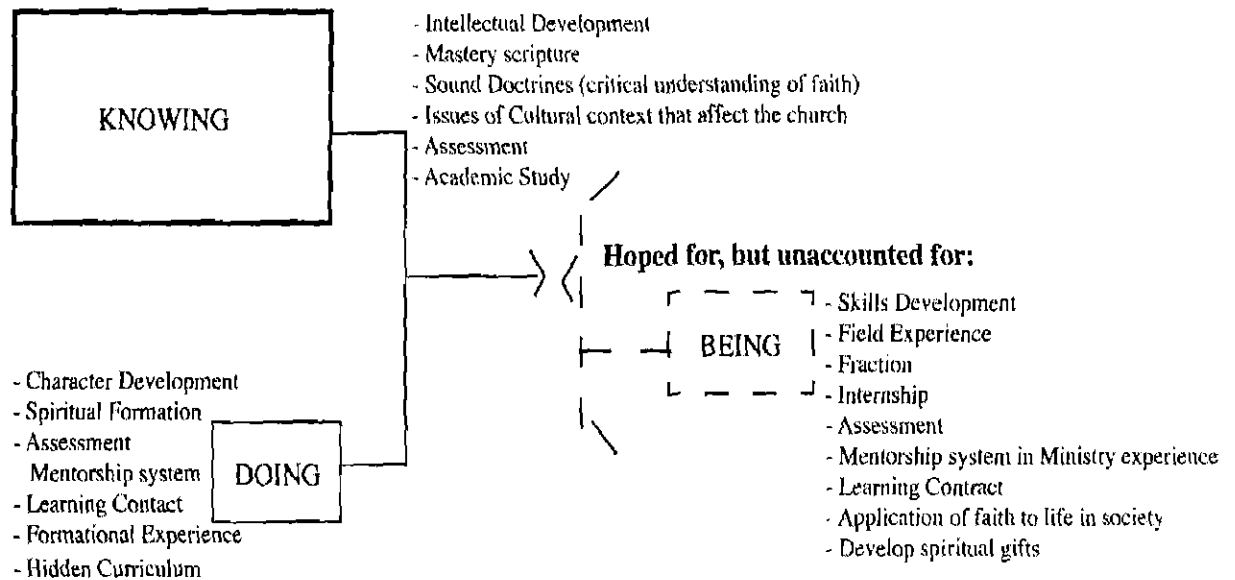 - Intellectual Development
- Mastery scripture
- Sound Doctrines (critical understanding of faith)
- Issues of Cultural context that affect the church
- Assessment
- Academic Study
KNOWING
Hoped for, but unaccounted for:
BEING
- Skills Development
- Field Experience
- Fraction
- Internship
- Assessment
- Mentorship system in Ministry experience
- Learning Contract
- Application of faith to life in society
- Develop spiritual gifts
- Character Development
- Spiritual Formation
- Assessment
Mentorship system
- Learning Contact
- Formational Experience
- Hidden Curriculum
DOING